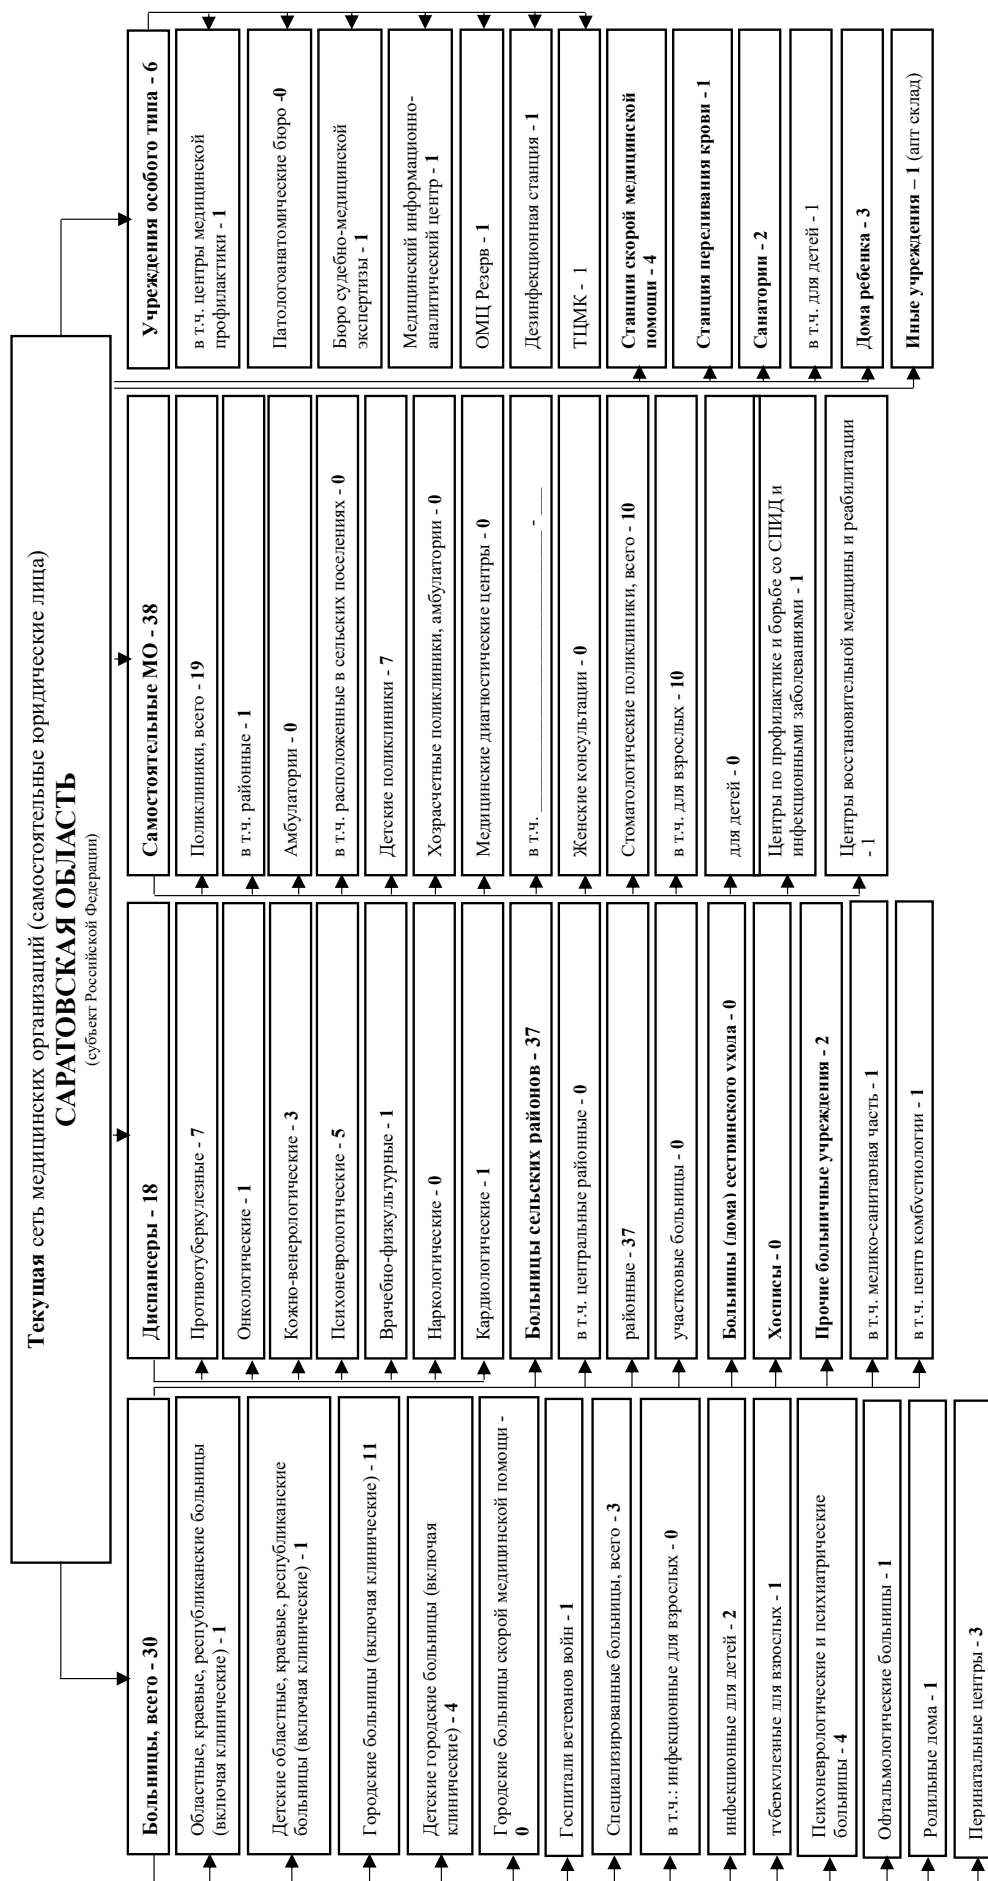 Текущая сеть медицинских организаций (самостоятельные юридические лица)
САРАТОВСКАЯ ОБЛАСТЬ
(субъект Российской Федерации)
Больницы, всего - 30
Областные, краевые, республиканские больницы
(включая клинические) - 1
Детские областные, краевые, республиканские
больницы (включая клинические) - 1
Городские больницы (включая клинические) - 11
Детские городские больницы (включая
клинические) - 4
Городские больницы скорой медицинской помощи -
0
Госпитали ветеранов войн - 1
Специализированные больницы, всего - 3
в т.ч.: инфекционные для взрослых - 0
инфекционные для детей - 2
туберкулезные для взрослых - 1
Психоневрологические и психиатрические
больницы - 4
Офтальмологические больницы - 1
Родильные дома - 1
Перинатальные центры - 3
Диспансеры - 18
Противотуберкулезные - 7
Онкологические - 1
Кожно-венерологические - 3
Психоневрологические - 5
Врачебно-физкультурные - 1
Наркологические - 0
Кардиологические - 1
Больницы сельских районов - 37
в т.ч. центральные районные - 0
районные - 37
участковые больницы - 0
Больницы (дома) сестринского ухода - 0
Хосписы - 0
Прочие больничные учреждения - 2
в т.ч. медико-санитарная часть - 1
в т.ч. центр комбустиологии - 1
Самостоятельные МО - 38
Поликлиники, всего - 19
в т.ч. районные - 1
Амбулатории - 0
в т.ч. расположенные в сельских поселениях - 0
Детские поликлиники - 7
Хозрасчетные поликлиники, амбулатории - 0
Медицинские диагностические центры - 0
в т.ч. ______________________________ - ___
Женские консультации - 0
Стоматологические поликлиники, всего - 10
в т.ч. для взрослых - 10
для детей - 0
Центры по профилактике и борьбе со СПИД и
инфекционными заболеваниями - 1
Центры восстановительной медицины и реабилитации
- 1
Учреждения особого типа - 6
в т.ч. центры медицинской
профилактики - 1
Патологоанатомические бюро -0
Бюро судебно-медицинской
экспертизы - 1
Медицинский информационно-
аналитический центр - 1
ОМЦ Резерв - 1
Дезинфекционная станция - 1
ТЦМК - 1
Станции скорой медицинской
помощи - 4
Станция переливания крови - 1
Санатории - 2
в т.ч. для детей - 1
Дома ребенка - 3
Иные учреждения – 1 (апт склад)